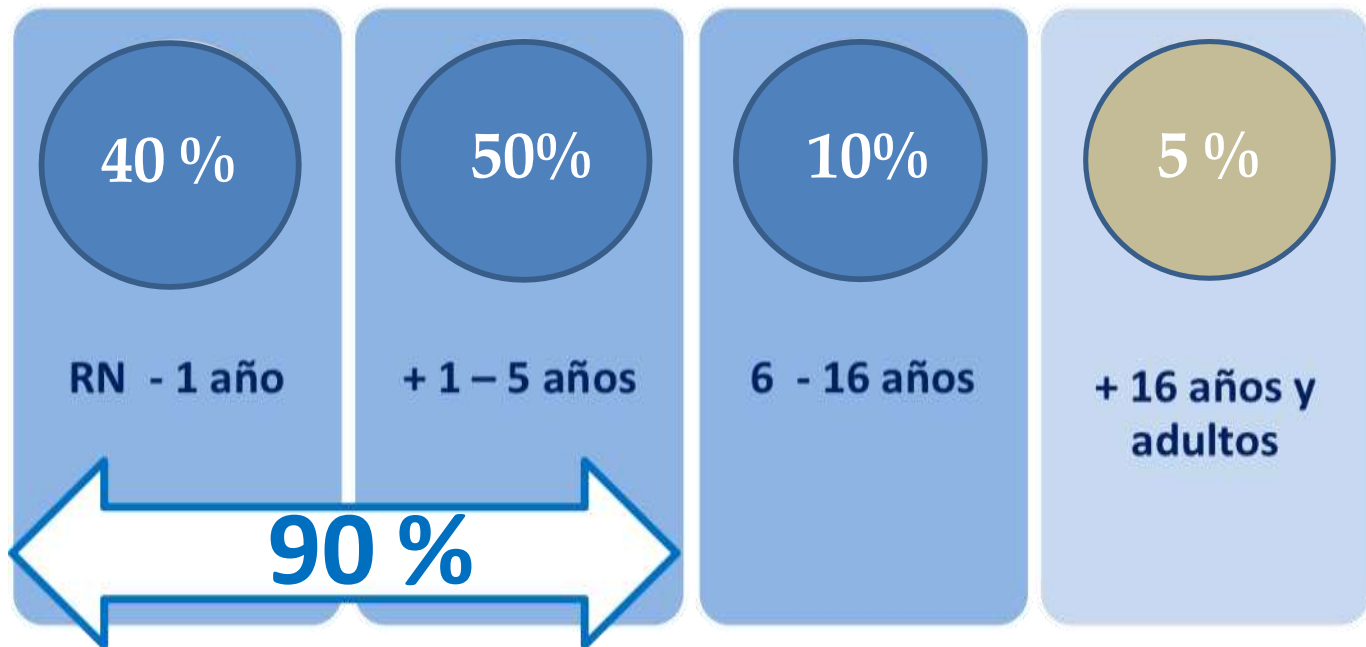 40 %
50%
10%
5 %
RN - 1 año
+ 1 – 5 años
6 - 16 años
+ 16 años y
adultos
90 %